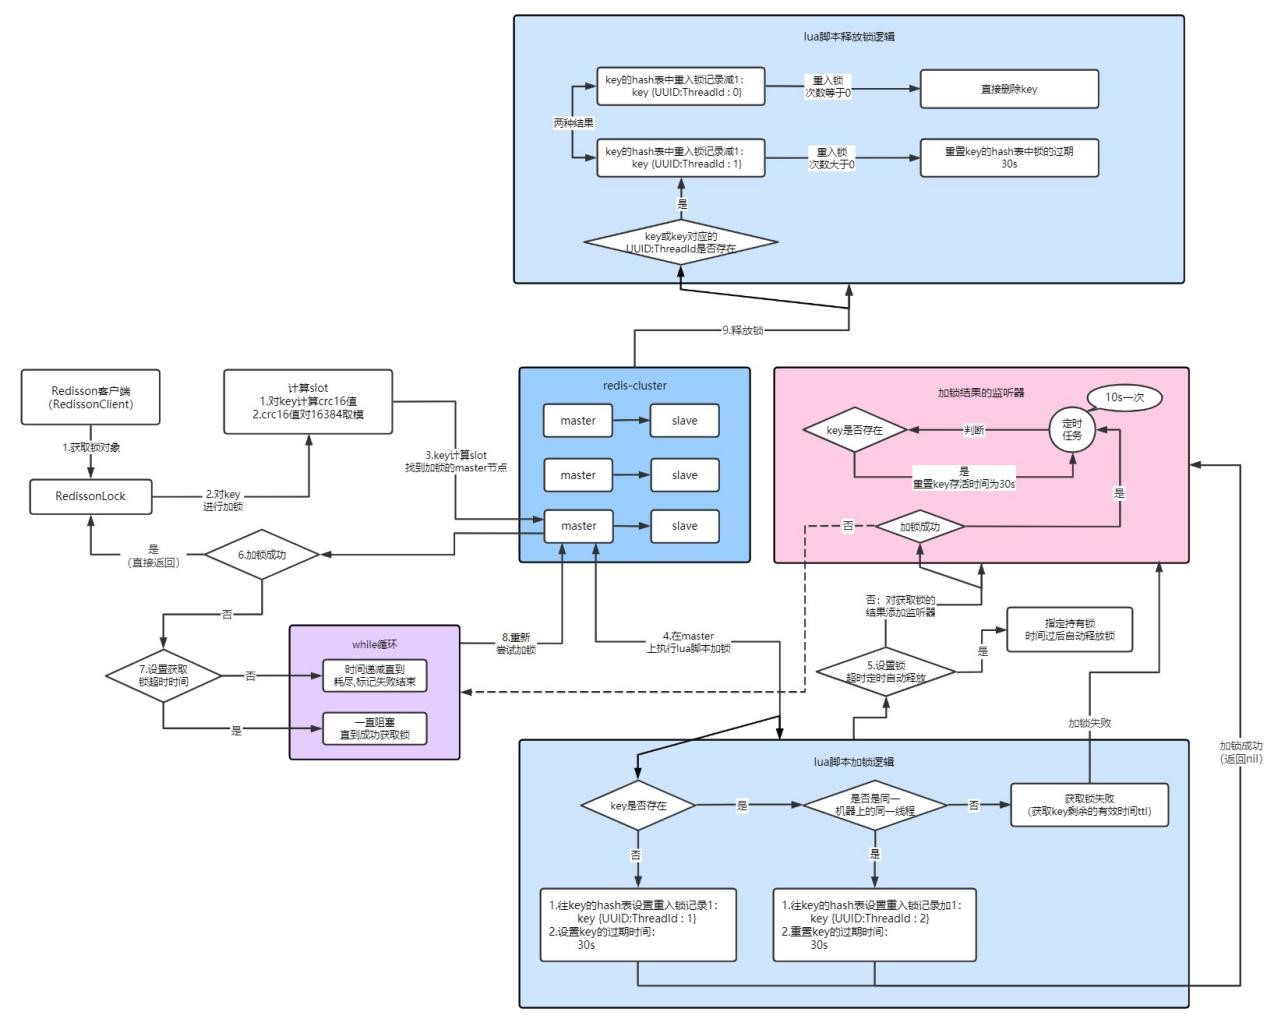 lua脚本释放锁逻辑
key的hash表中重入锁记录减1：
key {UUID:ThreadId : 0}
重入锁
次数等于0
直接删除key
两种结果
key的hash表中重入锁记录减1：
key {UUID:ThreadId : 1}
重入锁
次数大于0
重置key的hash表中锁的过期
30s
是
key或key对应的
UUID:ThreadId是否存在
9.释放锁
Redisson客户端
（RedissonClient）
1.获取锁对象
RedissonLock
2.对key
进行加锁
计算slot
1.对key计算crc16值
2.crc16值对16384取模
3.key计算slot
找到加锁的master节点
redis-cluster
master
slave
master
slave
master
slave
加锁结果的监听器
10s一次
key是否存在
判断
定时
任务
是
重置key存活时间为30s
是
否
加锁成功
是
（直接返回）
6.加锁成功
否
7.设置获取
锁超时时间
否
是
while循环
时间递减直到
耗尽,标记失败结束
一直阻塞
直到成功获取锁
8.重新
尝试加锁
4.在master
上执行lua脚本加锁
否：对获取锁的
结果添加监听器
5.设置锁
超时定时自动释放
是
指定持有锁
时间过后自动释放锁
加锁失败
加锁成功
（返回nil）
lua脚本加锁逻辑
key是否存在
是
是否是同一
机器上的同一线程
否
获取锁失败
（获取key剩余的有效时间ttl）
否
是
1.往key的hash表设置重入锁记录1：
key {UUID:ThreadId : 1}
2.设置key的过期时间：
30s
1.往key的hash表设置重入锁记录加1：
key {UUID:ThreadId : 2}
2.重置key的过期时间：
30s